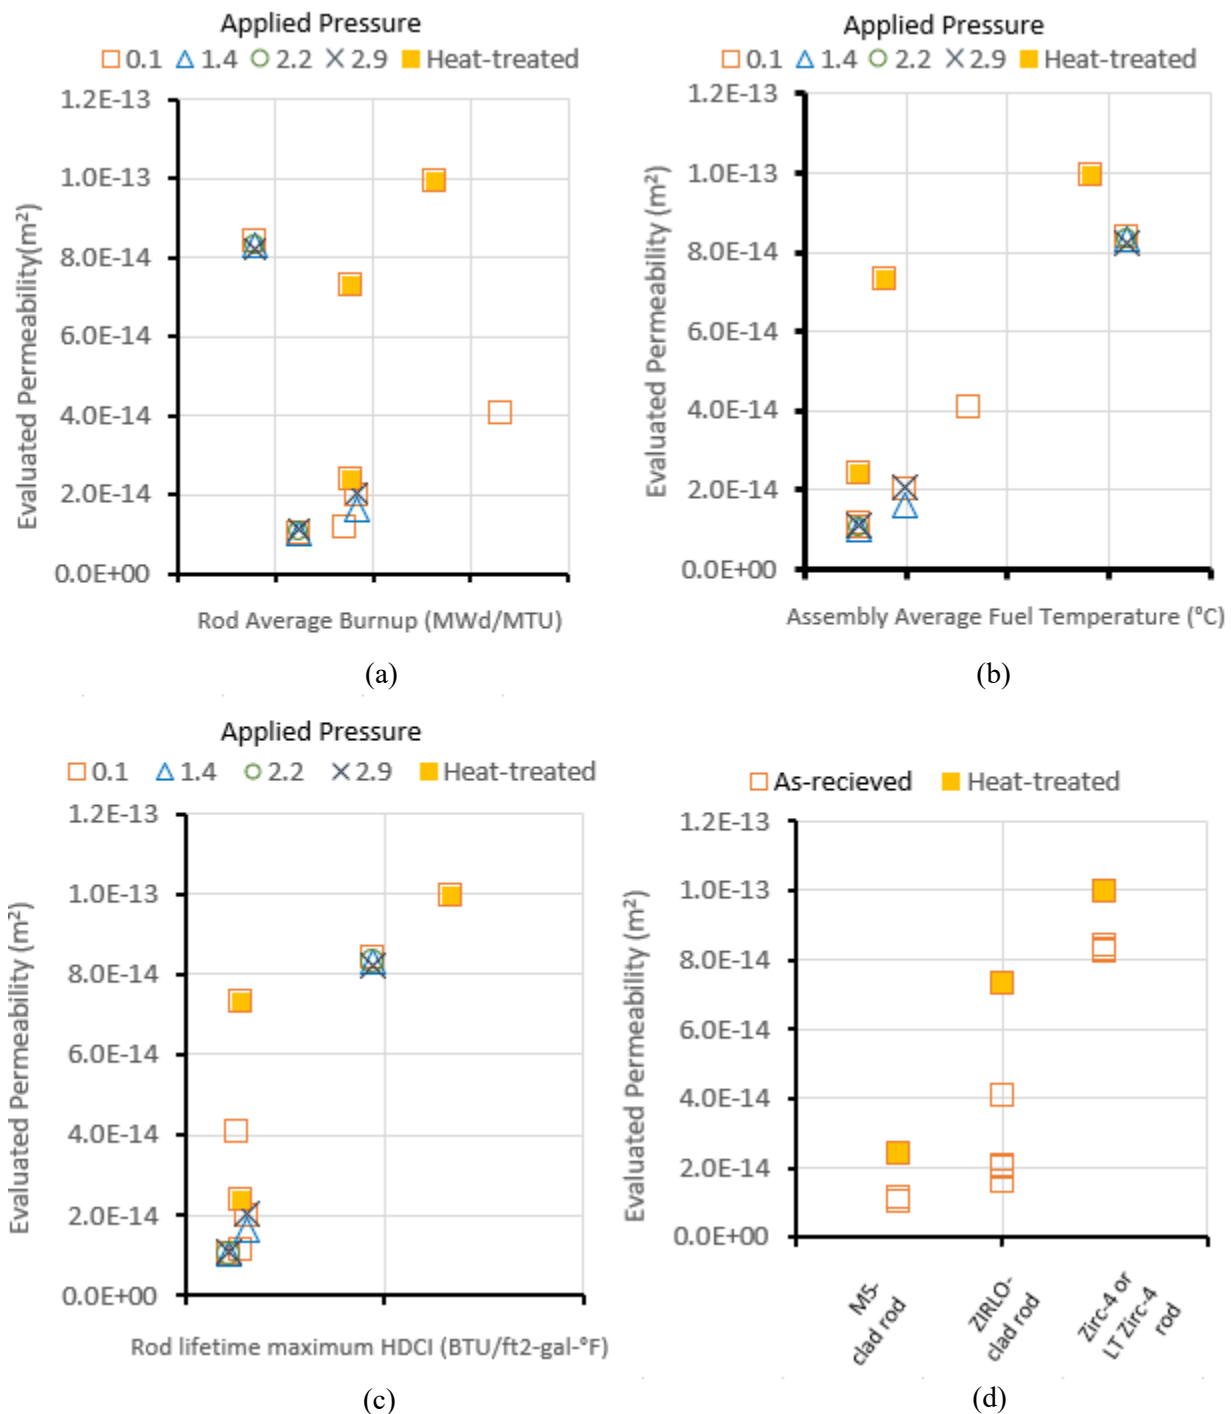 Applied Pressure
0.1 1.4 2.2 2.9 Heat-treated
1.2E-13
1.0E-13
8.0E-14
6.0E-14
4.0E-14
2.0E-14
0.0E+00
Evaluated Permeability(m²)
Rod Average Burnup (MWd/MTU)
(a)
Applied Pressure
0.1 1.4 2.2 2.9 Heat-treated
1.2E-13
1.0E-13
8.0E-14
6.0E-14
4.0E-14
2.0E-14
0.0E+00
Evaluated Permeability (m²)
Assembly Average Fuel Temperature (°C)
(b)
Applied Pressure
0.1 1.4 2.2 2.9 Heat-treated
1.2E-13
1.0E-13
8.0E-14
6.0E-14
4.0E-14
2.0E-14
0.0E+00
Evaluated Permeability (m²)
Rod lifetime maximum HDCI (BTU/ft2-gal-°F)
(c)
As-recieved Heat-treated
1.2E-13
1.0E-13
8.0E-14
6.0E-14
4.0E-14
2.0E-14
0.0E+00
Evaluated Permeability (m²)
M5-
clad rod
ZIRLO-
clad rod
Zirc-4 or
LT Zirc-4
rod
(d)